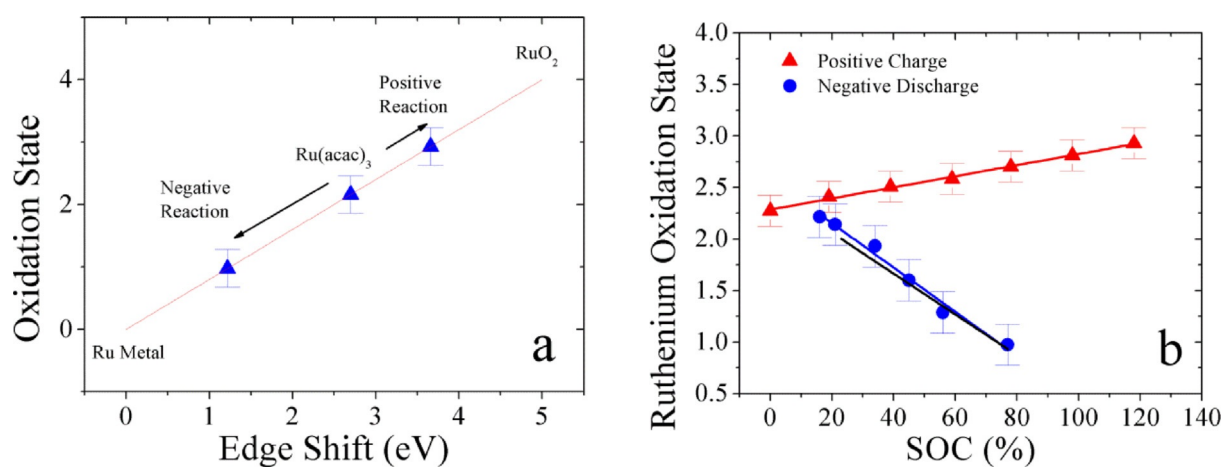 Oxidation State
4
2
0
RuO2
Positive
Reaction
Ru(acac)3
Negative
Reaction
Ru Metal
a
0 1 2 3 4 5
Edge Shift (eV)
Ruthenium Oxidation State
4.0
3.5
3.0
2.5
2.0
1.5
1.0
0.5
Positive Charge
Negative Discharge
b
0 20 40 60 80 100 120 140
SOC (%)